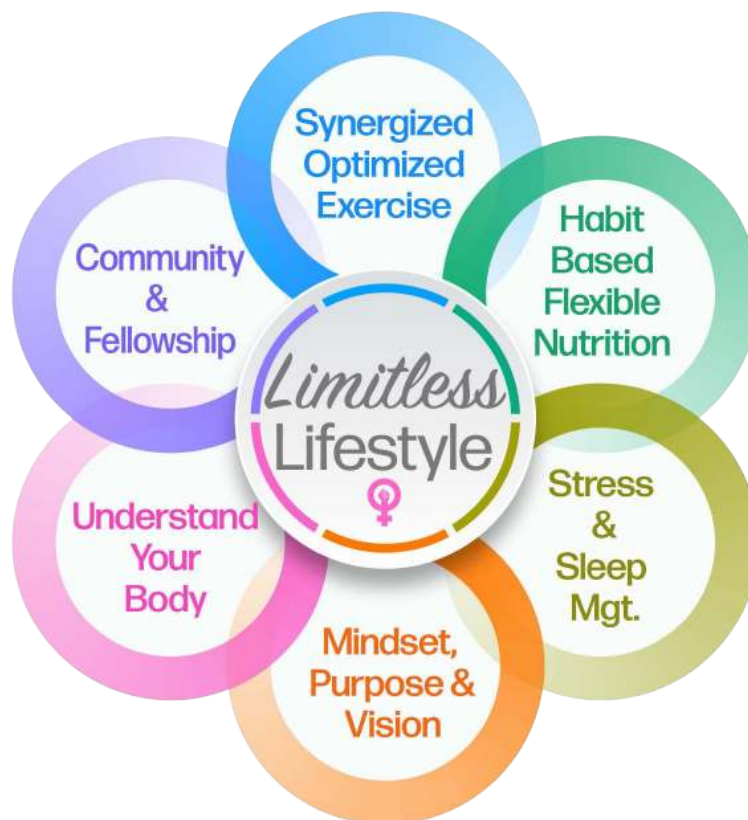 Synergized
Optimized
Exercise
Habit
Based
Flexible
Nutrition
Stress
&
Sleep
Mgt.
Mindset,
Purpose &
Vision
Understand
Your
Body
Community
&
Fellowship
Limitless
Lifestyle